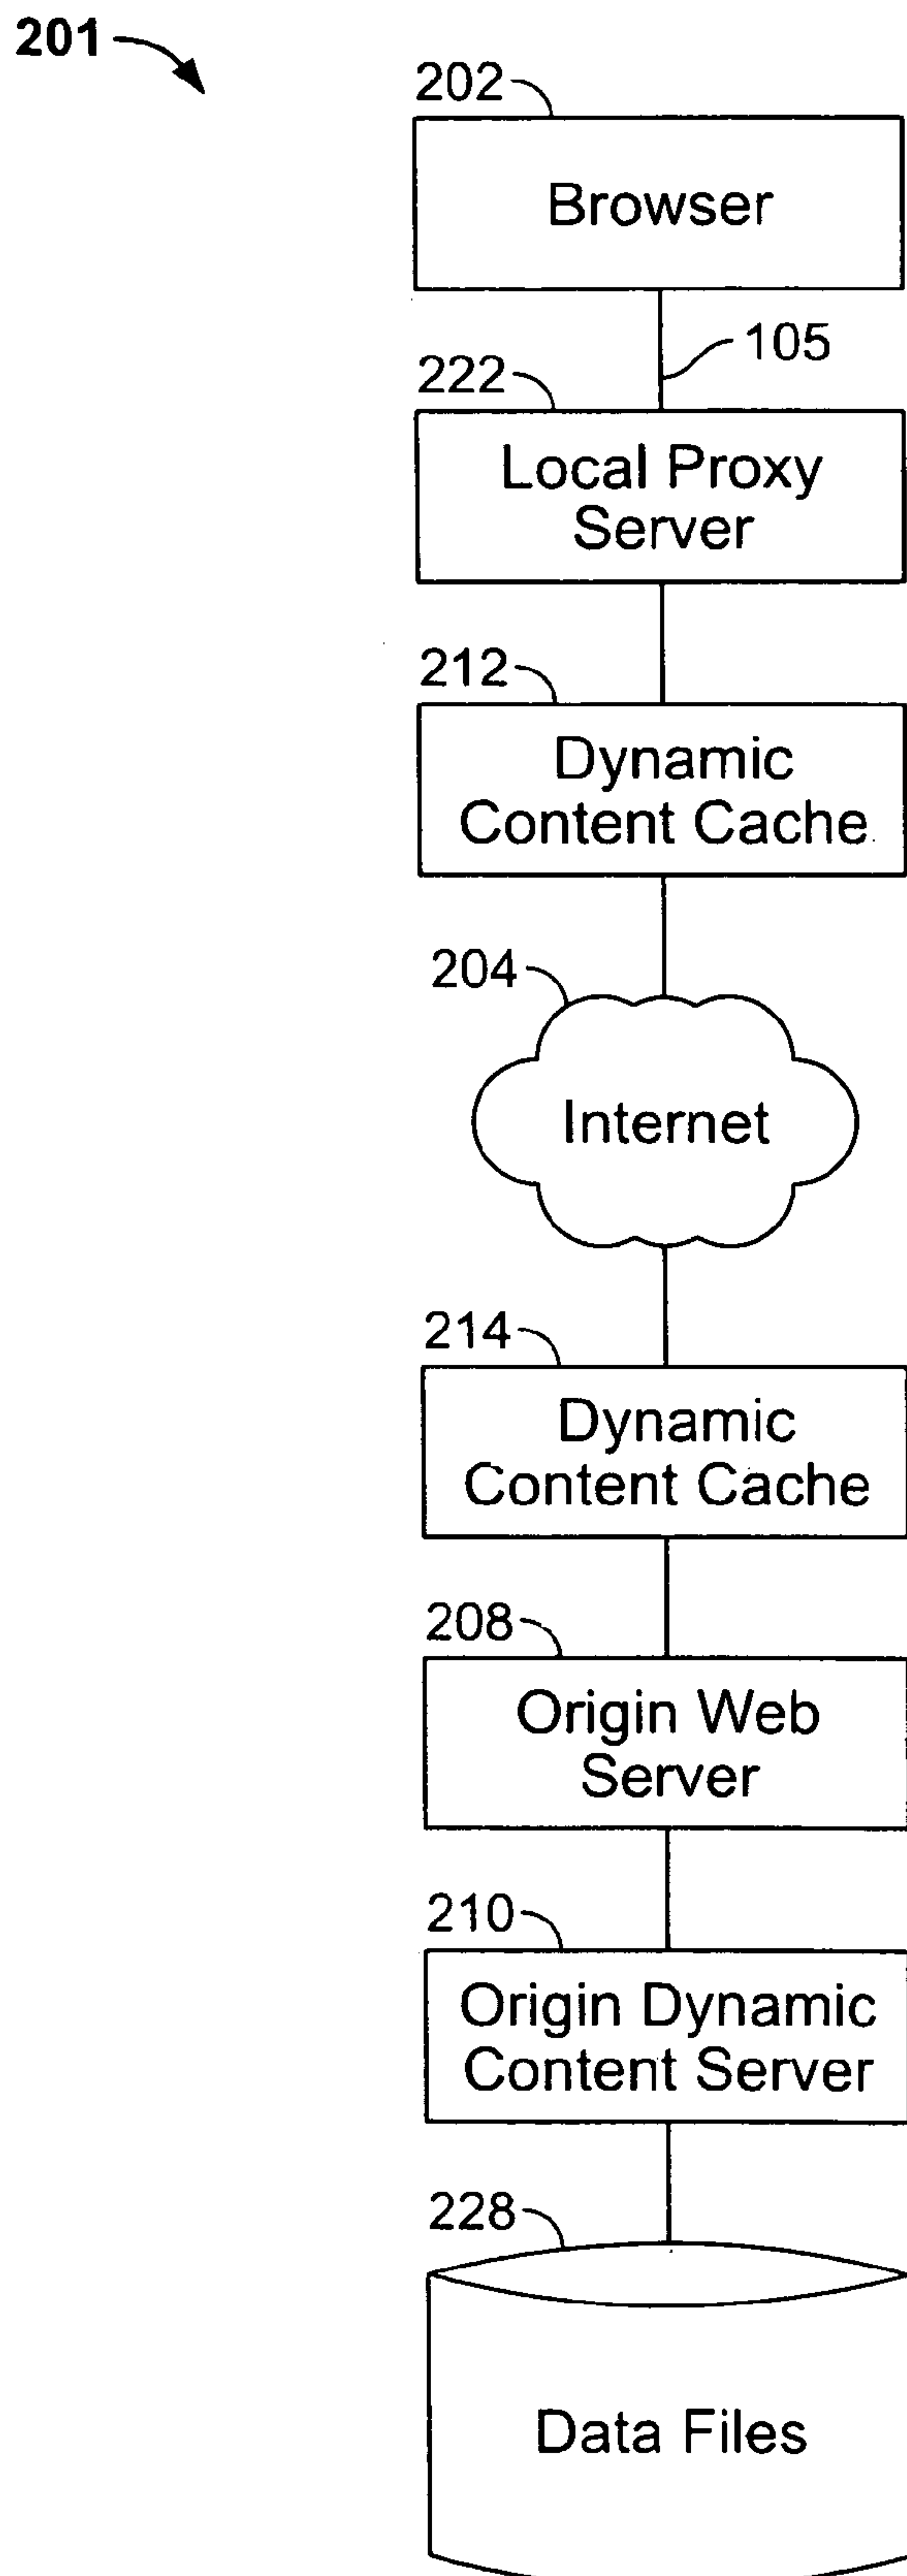 201
202
Browser
105
222
Local Proxy
Server
212
Dynamic
Content Cache
204
Internet
214
Dynamic
Content Cache
208
Origin Web
Server
210
Origin Dynamic
Content Server
228
Data Files